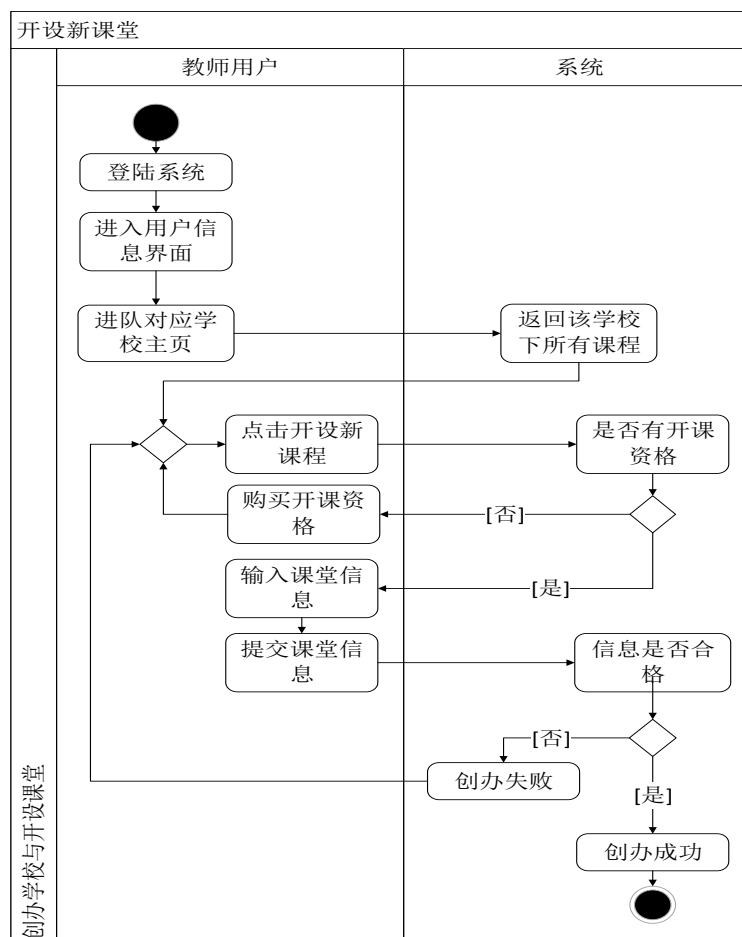 开设新课堂
教师用户
系统
登陆系统
进入用户信
息界面
进队对应学
校主页
返回该学校
下所有课程
点击开设新
课程
是否有开课
资格
购买开课资
格
[否]
输入课堂信
息
[是]
提交课堂信
息
信息是否合
格
[否]
创办失败
[是]
创办成功
创办学校与开设课堂